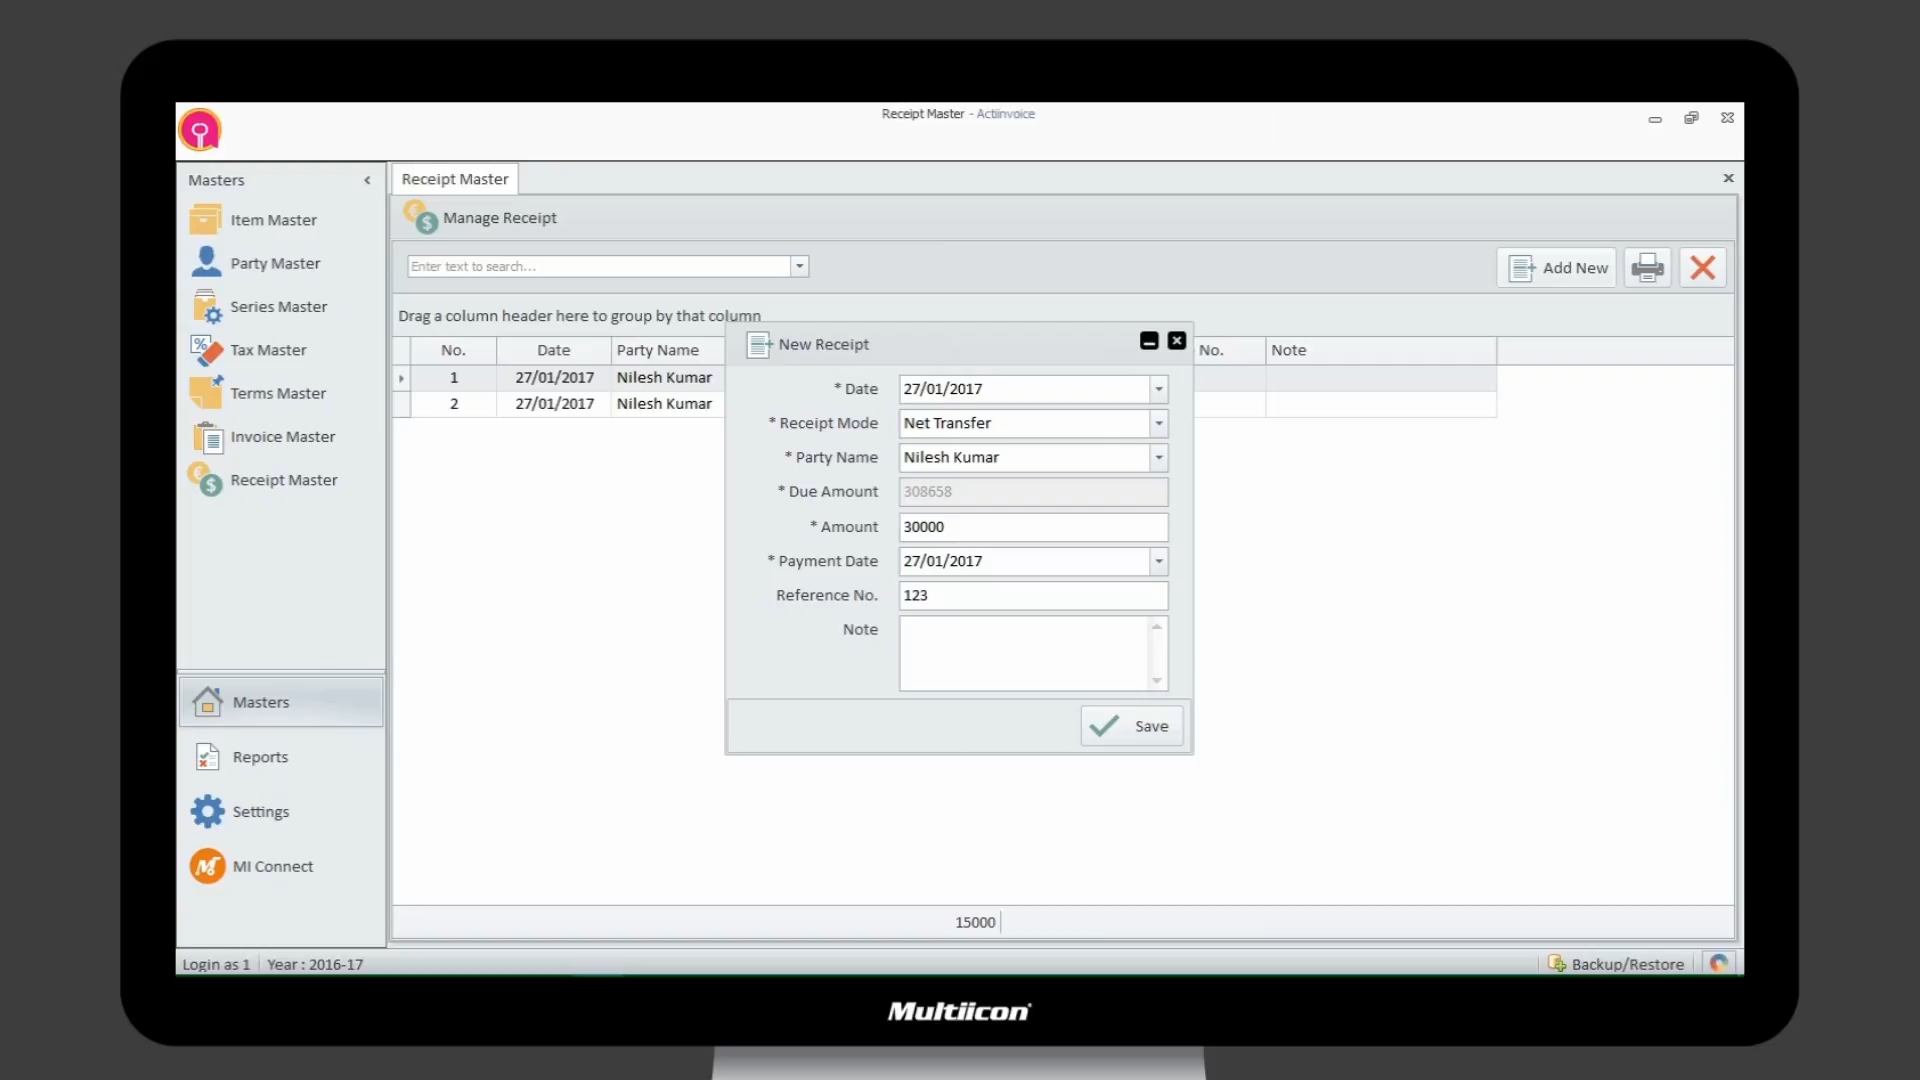 Receipt Master - Actiinvoice
Masters
Item Master
Party Master
Series Master
Tax Master
Terms Master
Invoice Master
Receipt Master
Masters
Reports
Settings
MI Connect
Receipt Master
Manage Receipt
Enter text to search...
Add New
Drag a column header here to group by that column
No. Date Party Name No. Note
1 27/01/2017 Nilesh Kumar
2 27/01/2017 Nilesh Kumar
New Receipt
* Date 27/01/2017
* Receipt Mode Net Transfer
* Party Name Nilesh Kumar
* Due Amount 308658
* Amount 30000
* Payment Date 27/01/2017
Reference No. 123
Note
Save
15000
Login as 1 Year : 2016-17 Backup/Restore
Multiicon